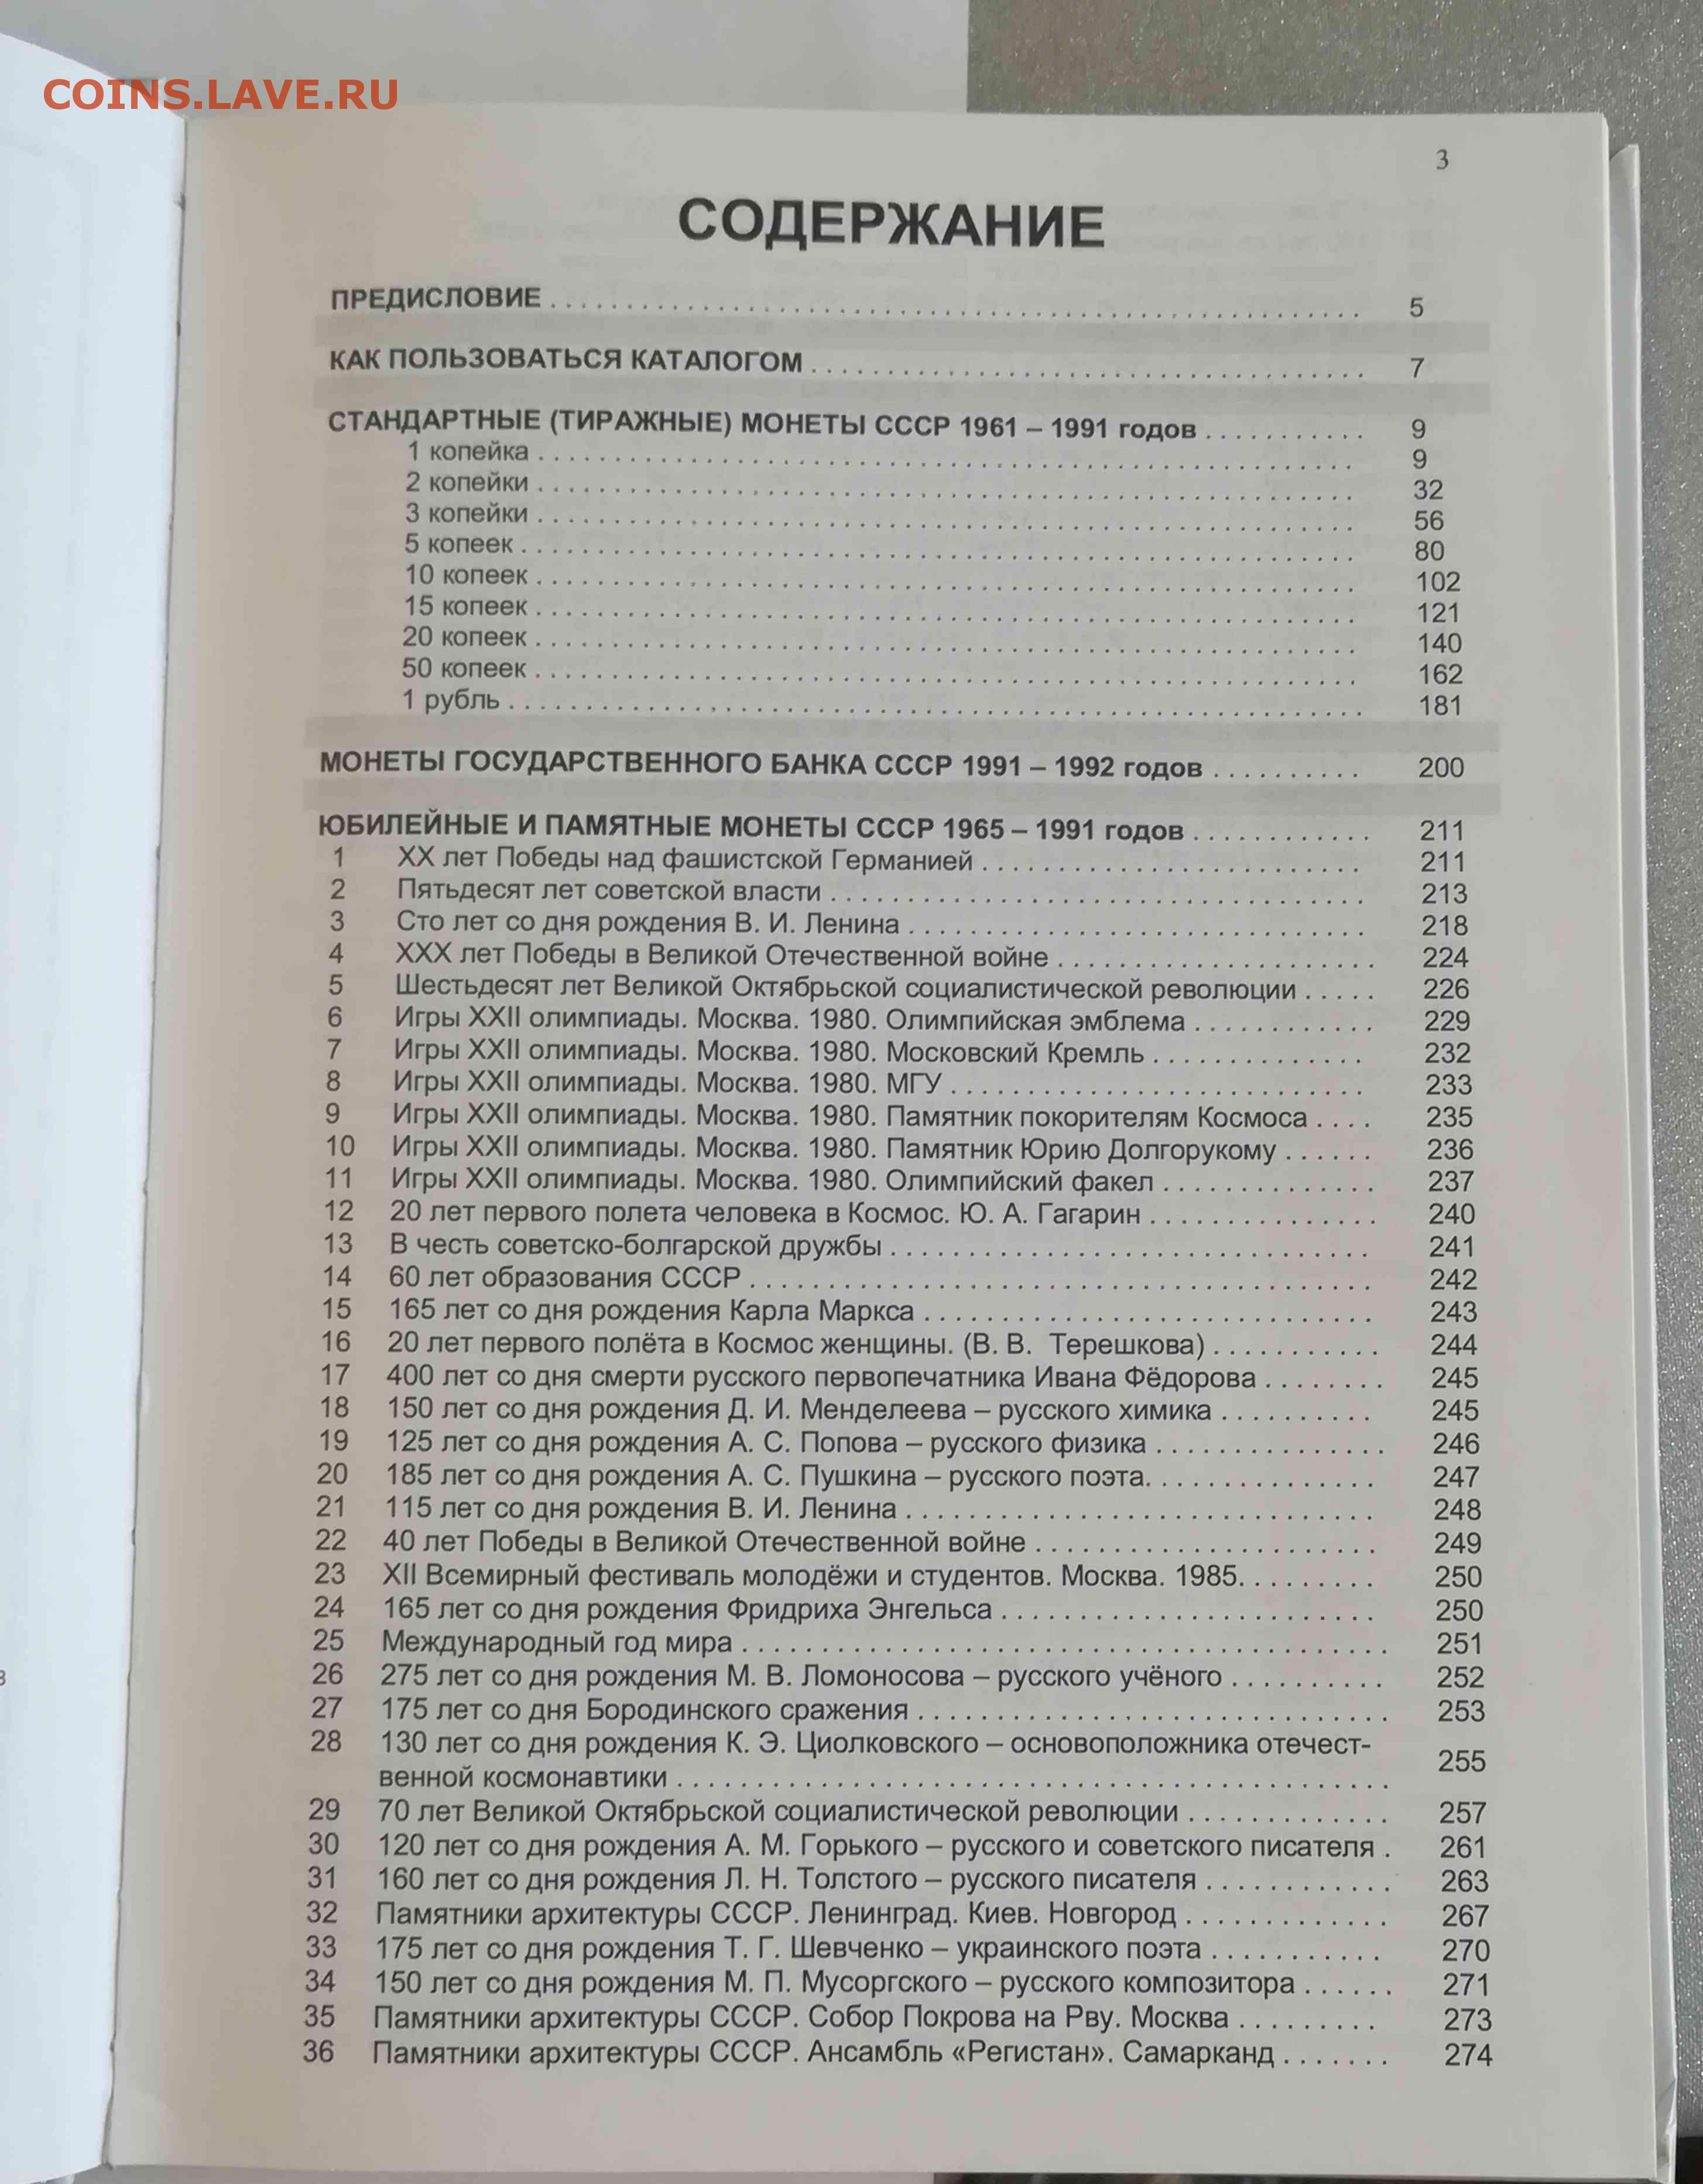 COINS.LAVE.RU
3
СОДЕРЖАНИЕ
ПРЕДИСЛОВИЕ 5
КАК ПОЛЬЗОВАТЬСЯ КАТАЛОГОМ 7
СТАНДАРТНЫЕ (ТИРАЖНЫЕ) МОНЕТЫ СССР 1961 – 1991 годов 9
1 копейка 9
2 копейки 32
3 копейки 56
5 копеек 80
10 копеек 102
15 копеек 121
20 копеек 140
50 копеек 162
1 рубль 181
МОНЕТЫ ГОСУДАРСТВЕННОГО БАНКА СССР 1991 – 1992 годов 200
ЮБИЛЕЙНЫЕ И ПАМЯТНЫЕ МОНЕТЫ СССР 1965 – 1991 годов 211
1 XX лет Победы над фашистской Германией 211
2 Пятьдесят лет советской власти 213
3 Сто лет со дня рождения В. И. Ленина 218
4 XXX лет Победы в Великой Отечественной войне 224
5 Шестьдесят лет Великой Октябрьской социалистической революции 226
6 Игры XXII олимпиады. Москва. 1980. Олимпийская эмблема 229
7 Игры XXII олимпиады. Москва. 1980. Московский Кремль 232
8 Игры XXII олимпиады. Москва. 1980. МГУ 233
9 Игры XXII олимпиады. Москва. 1980. Памятник покорителям Космоса 235
10 Игры XXII олимпиады. Москва. 1980. Памятник Юрию Долгорукому 236
11 Игры XXII олимпиады. Москва. 1980. Олимпийский факел 237
12 20 лет первого полета человека в Космос. Ю. А. Гагарин 240
13 В честь советско-болгарской дружбы 241
14 60 лет образования СССР 242
15 165 лет со дня рождения Карла Маркса 243
16 20 лет первого полёта в Космос женщины. (В. В. Терешкова) 244
17 400 лет со дня смерти русского первопечатника Ивана Фёдорова 245
18 150 лет со дня рождения Д. И. Менделеева – русского химика 245
19 125 лет со дня рождения А. С. Попова – русского физика 246
20 185 лет со дня рождения А. С. Пушкина – русского поэта. 247
21 115 лет со дня рождения В. И. Ленина 248
22 40 лет Победы в Великой Отечественной войне 249
23 XII Всемирный фестиваль молодёжи и студентов. Москва. 1985. 250
24 165 лет со дня рождения Фридриха Энгельса 250
25 Международный год мира 251
26 275 лет со дня рождения М. В. Ломоносова – русского учёного 252
27 175 лет со дня Бородинского сражения 253
28 130 лет со дня рождения К. Э. Циолковского – основоположника отечест-
венной космонавтики 255
29 70 лет Великой Октябрьской социалистической революции 257
30 120 лет со дня рождения А. М. Горького – русского и советского писателя 261
31 160 лет со дня рождения Л. Н. Толстого – русского писателя 263
32 Памятники архитектуры СССР. Ленинград. Киев. Новгород 267
33 175 лет со дня рождения Т. Г. Шевченко – украинского поэта 270
34 150 лет со дня рождения М. П. Мусоргского – русского композитора 271
35 Памятники архитектуры СССР. Собор Покрова на Рву. Москва 273
36 Памятники архитектуры СССР. Ансамбль «Регистан». Самарканд 274